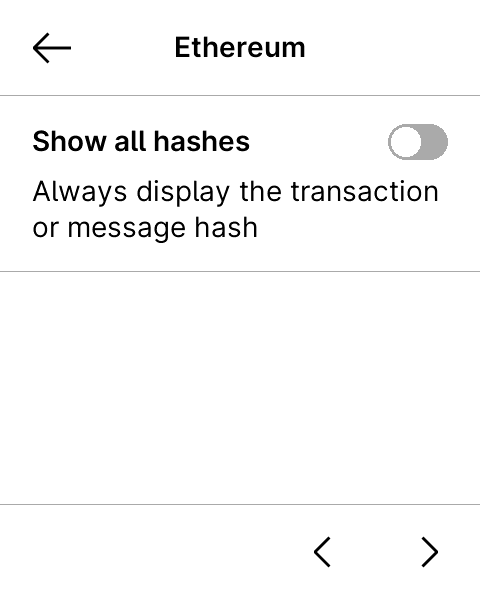 Ethereum
Show all hashes
Always display the transaction
or message hash